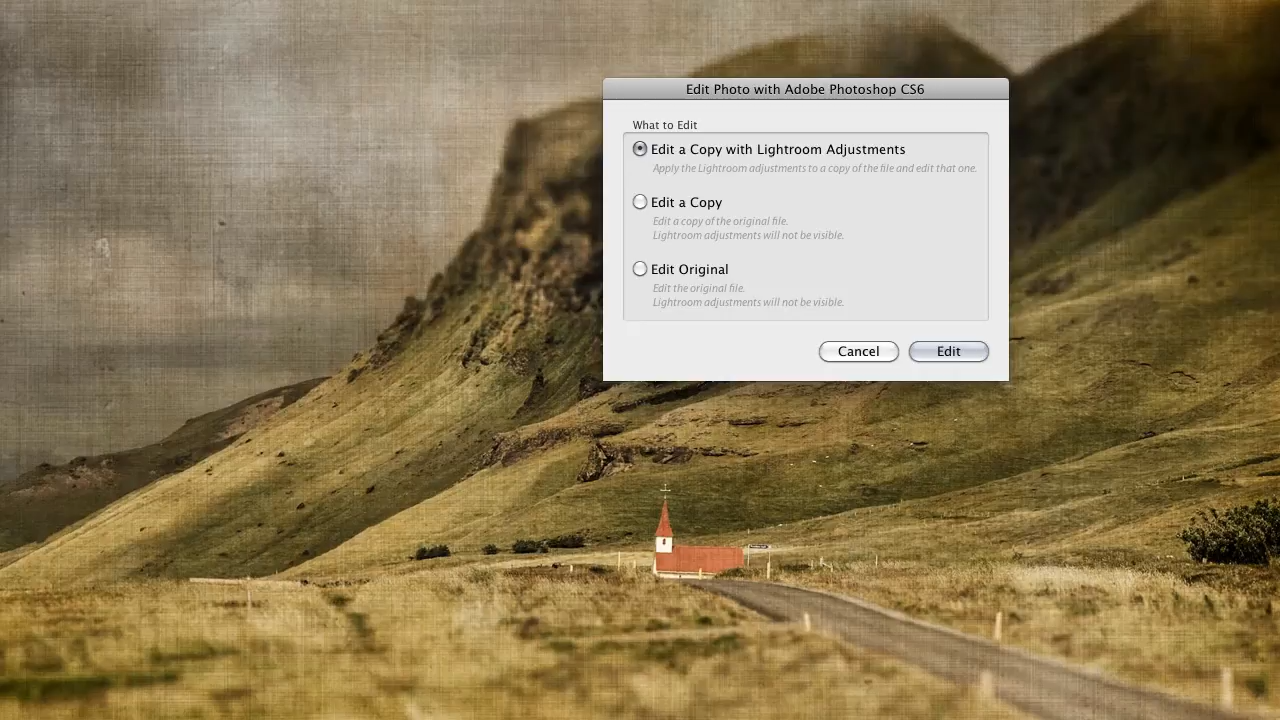 Edit Photo with Adobe Photoshop CS6
What to Edit
Edit a Copy with Lightroom Adjustments
Apply the Lightroom adjustments to a copy of the file and edit that one.
Edit a Copy
Edit a copy of the original file.
Lightroom adjustments will not be visible.
Edit Original
Edit the original file.
Lightroom adjustments will not be visible.
Cancel Edit